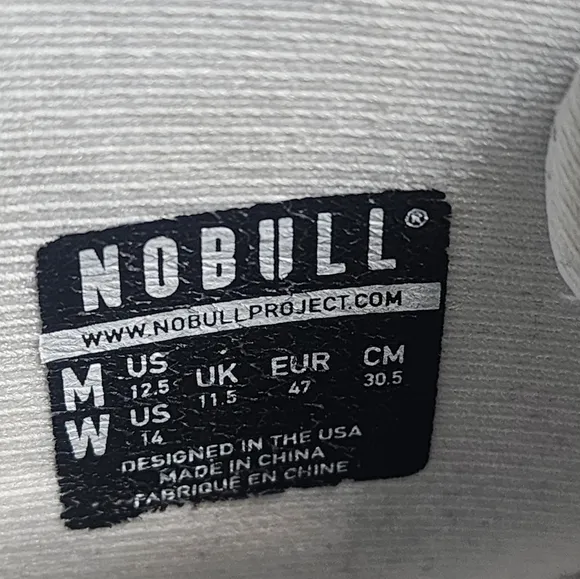 NOBULL®
WWW.NOBULLPROJECT.COM
M US 12.5 UK 11.5 EUR 47 CM 30.5
W US 14
DESIGNED IN THE USA
MADE IN CHINA
FABRIQUÉ EN CHINE